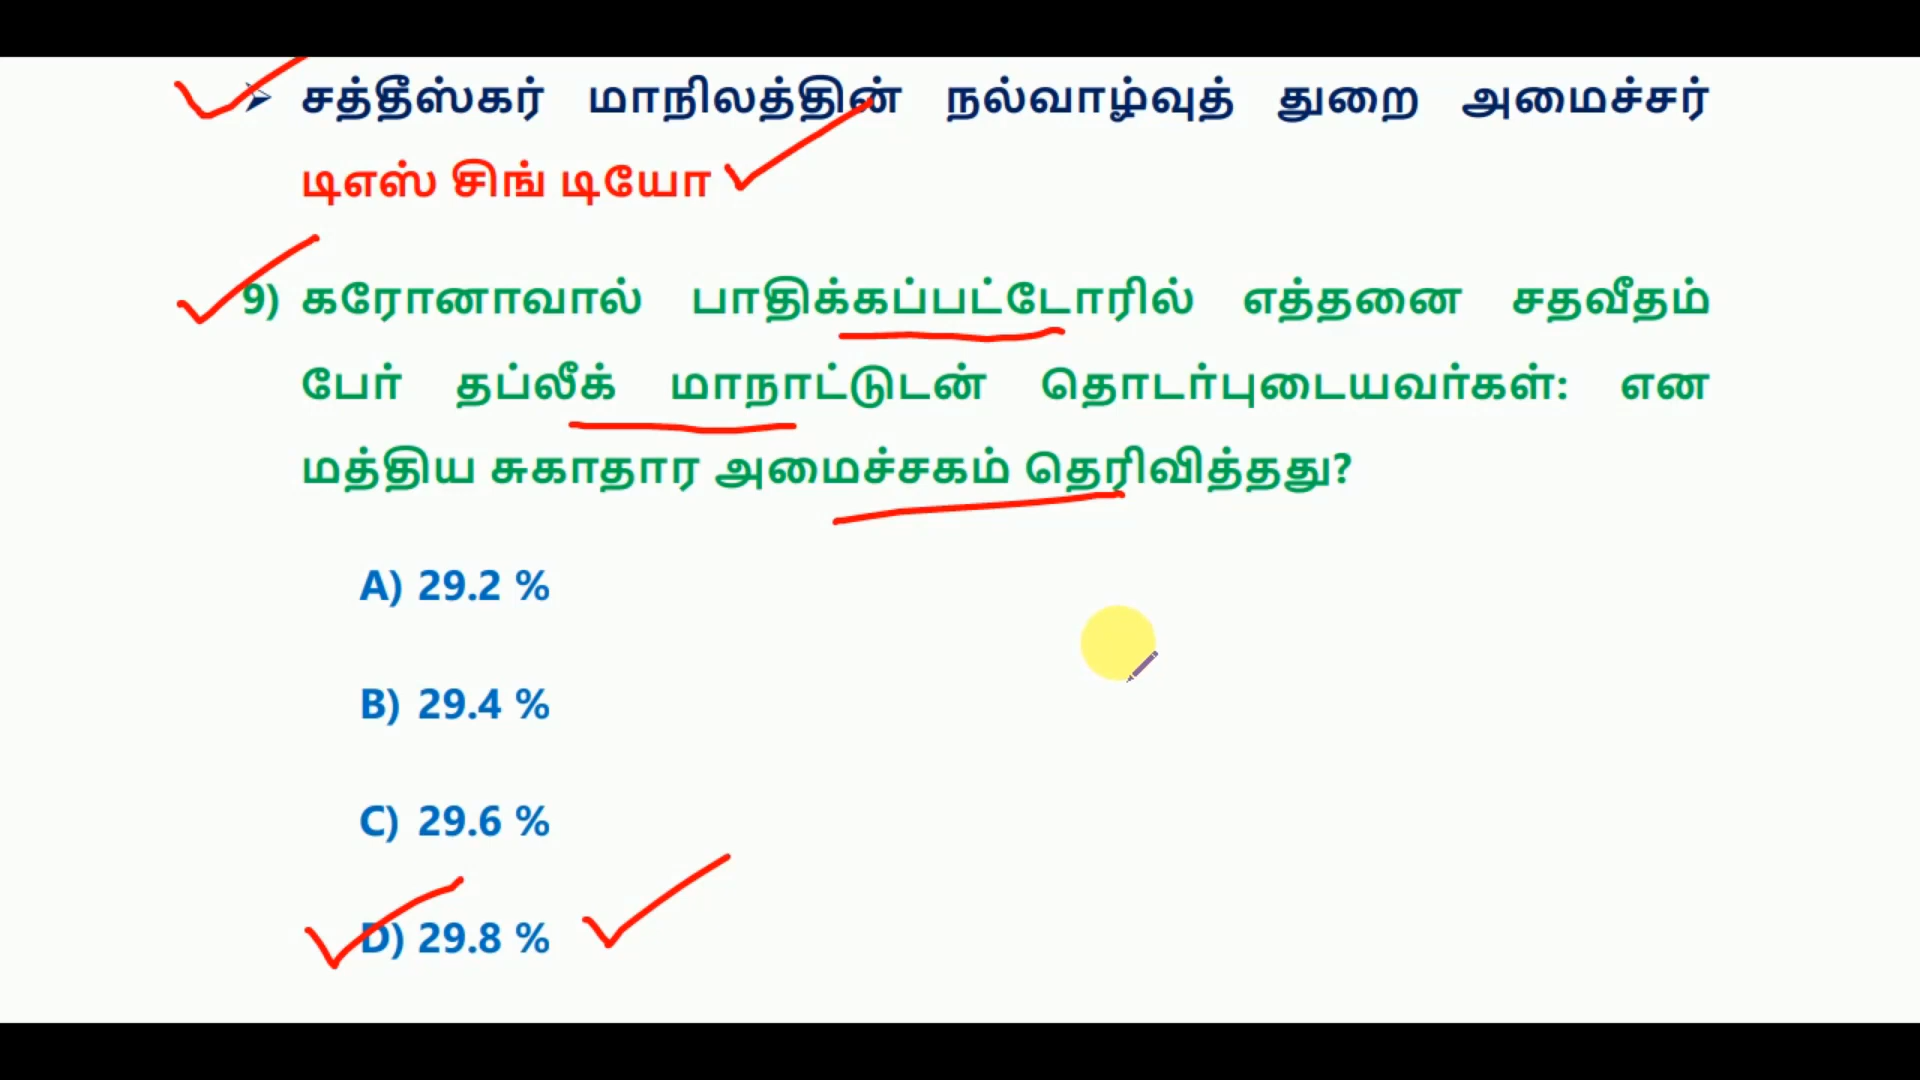 ➢ சத்தீஸ்கர் மாநிலத்தின் நல்வாழ்வுத் துறை அமைச்சர்
டிஎஸ் சிங் டியோ
9) கரோனாவால் பாதிக்கப்பட்டோரில் எத்தனை சதவீதம்
பேர் தப்லீக் மாநாட்டுடன் தொடர்புடையவர்கள்: என
மத்திய சுகாதார அமைச்சகம் தெரிவித்தது?
A) 29.2 %
B) 29.4 %
C) 29.6 %
D) 29.8 %